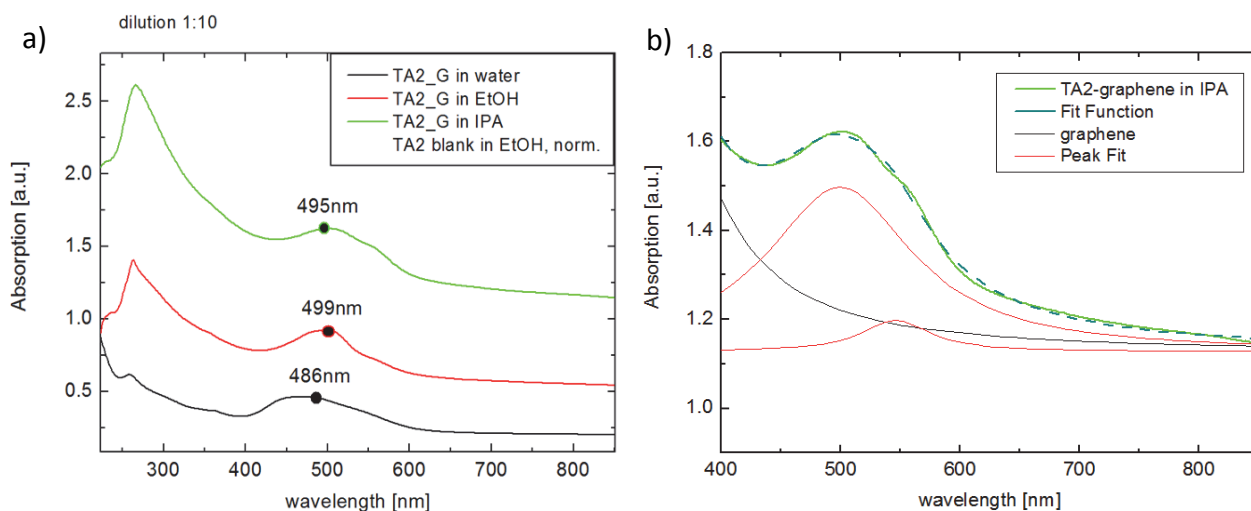 dilution 1:10
a)
TA2_G in water
TA2_G in EtOH
TA2_G in IPA
TA2 blank in EtOH, norm.
495nm
499nm
486nm
2.5
2.0
1.5
1.0
0.5
Absorption [a.u.]
300 400 500 600 700 800
wavelength [nm]
b)
TA2-graphene in IPA
Fit Function
graphene
Peak Fit
1.8
1.6
1.4
1.2
1.0
Absorption [a.u.]
400 500 600 700 800
wavelength [nm]